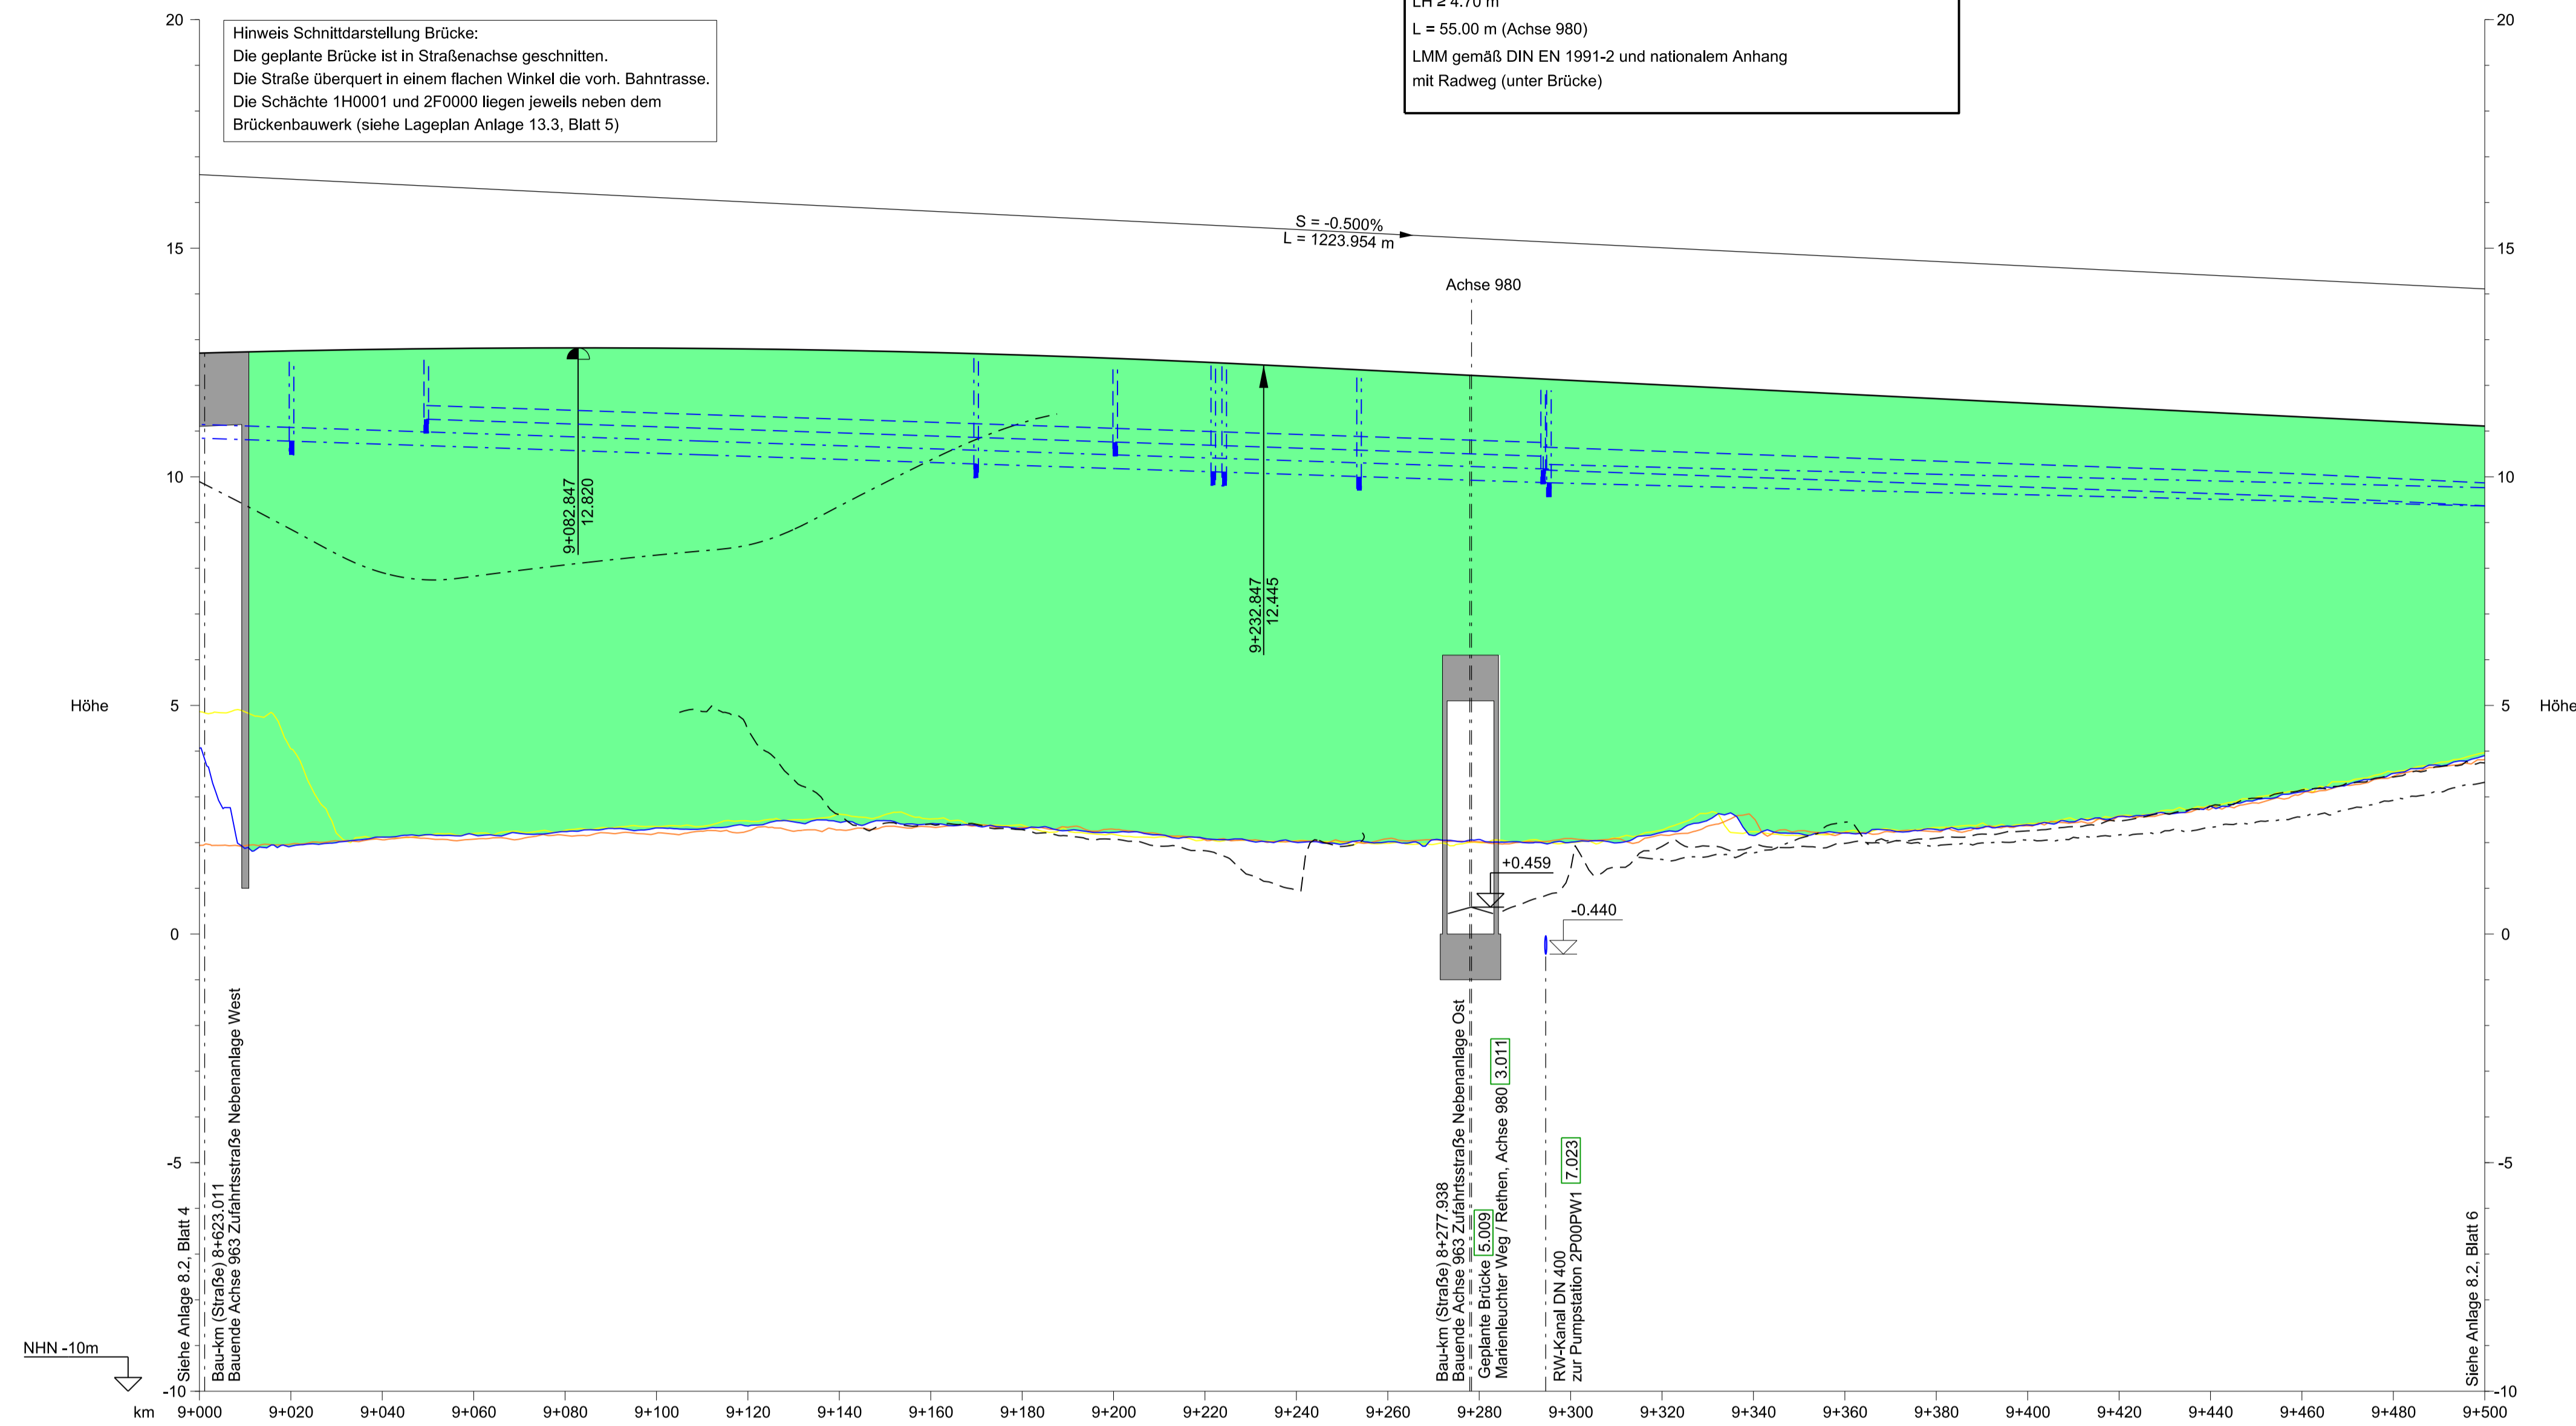 LH ≥ 4.70 m
L = 55.00 m (Achse 980)
LMM gemäß DIN EN 1991-2 und nationalem Anhang
mit Radweg (unter Brücke)
Hinweis Schnittdarstellung Brücke:
Die geplante Brücke ist in Straßenachse geschnitten.
Die Straße überquert in einem flachen Winkel die vorh. Bahntrasse.
Die Schächte 1H0001 und 2F0000 liegen jeweils neben dem
Brückenbauwerk (siehe Lageplan Anlage 13.3, Blatt 5)
20
20
S = -0.500%
L = 1223.954 m
15
15
Achse 980
10
10
9+082.847
12.820
9+232.847
12.445
Höhe
5
5
Höhe
+0.459
-0.440
0
0
-5
-5
Siehe Anlage 8.2, Blatt 4
Bau-km (Straße) 8+623.011
Bauende Achse 963 Zufahrtsstraße Nebenanlage West
Bau-km (Straße) 8+277.938
Bauende Achse 963 Zufahrtsstraße Nebenanlage Ost
Geplante Brücke 5.009
Marienleuchter Weg / Rethen, Achse 980 3.011
RW-Kanal DN 400
zur Pumpstation 2P00PW1 7.023
Siehe Anlage 8.2, Blatt 6
NHN -10m
-10
-10
km 9+000 9+020 9+040 9+060 9+080 9+100 9+120 9+140 9+160 9+180 9+200 9+220 9+240 9+260 9+280 9+300 9+320 9+340 9+360 9+380 9+400 9+420 9+440 9+460 9+480 9+500